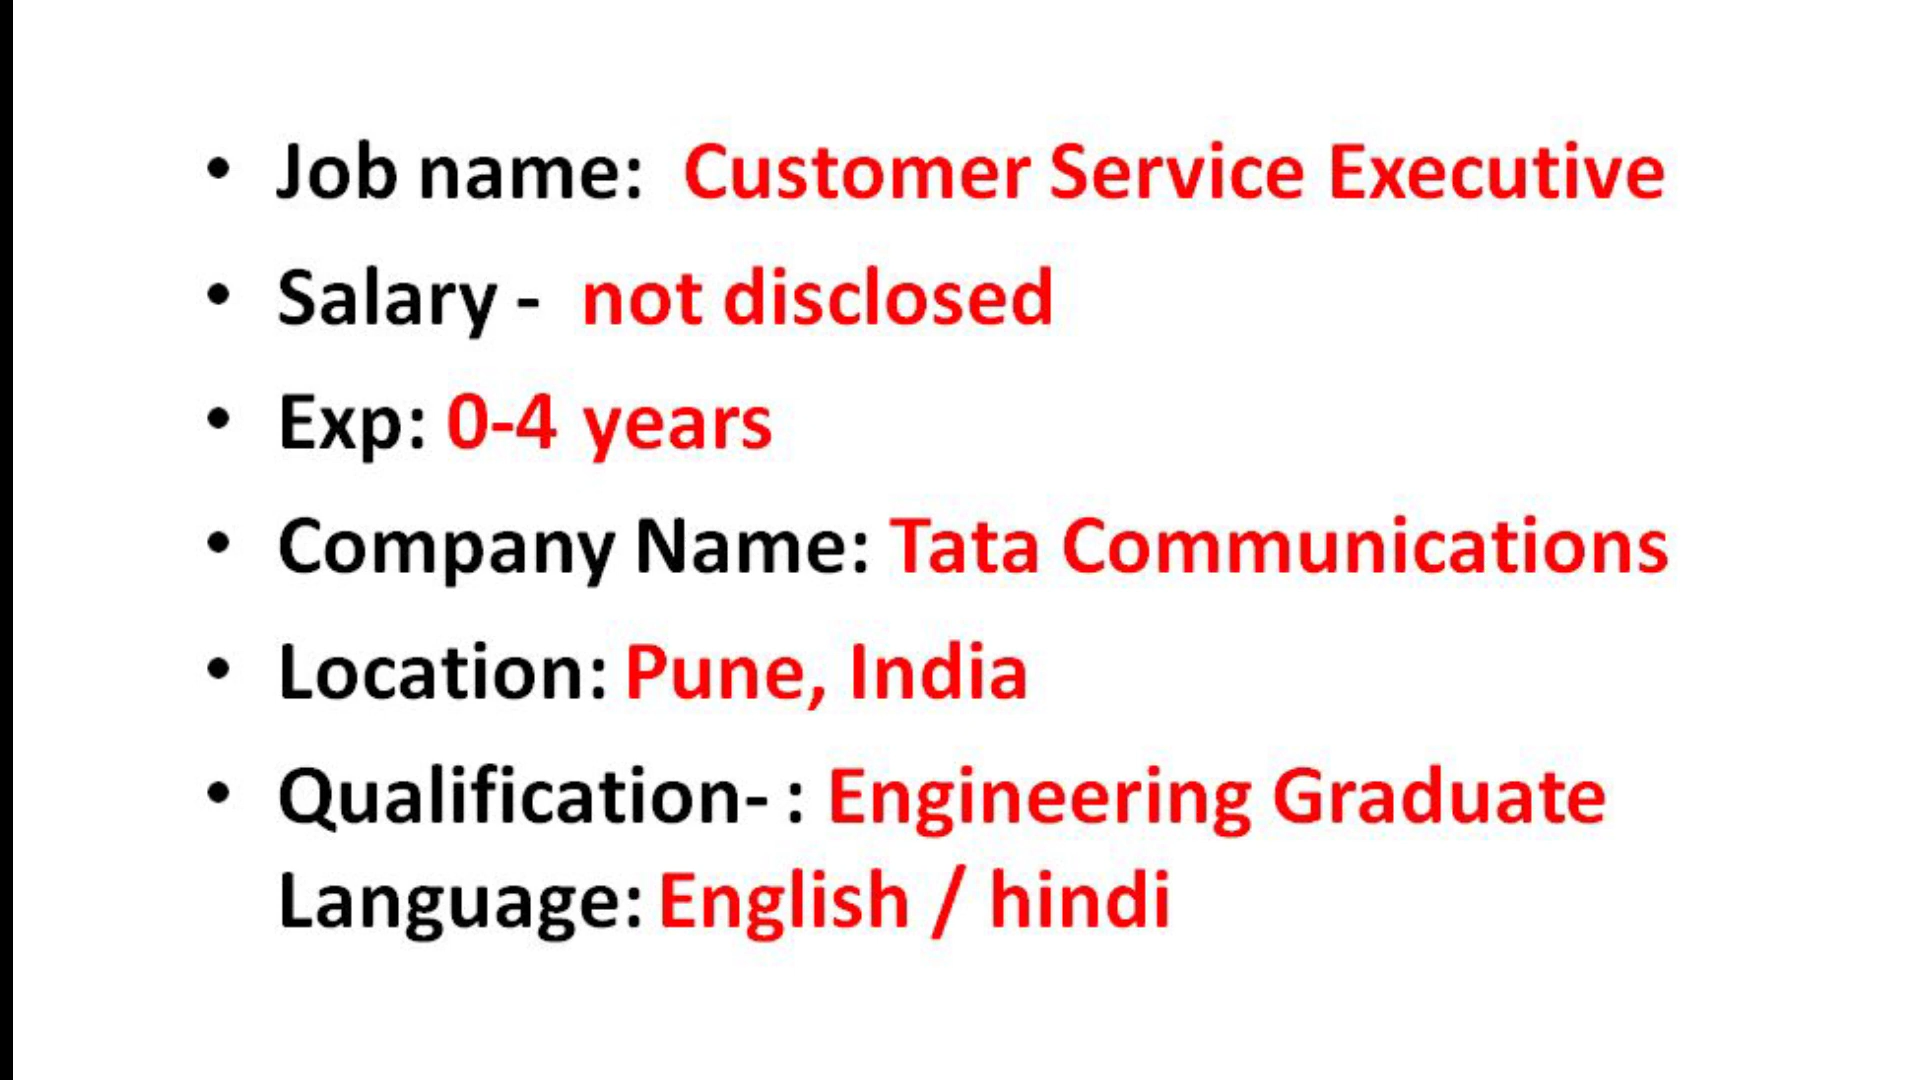 • Job name: Customer Service Executive
• Salary - not disclosed
• Exp: 0-4 years
• Company Name: Tata Communications
• Location: Pune, India
• Qualification- : Engineering Graduate
Language: English / hindi